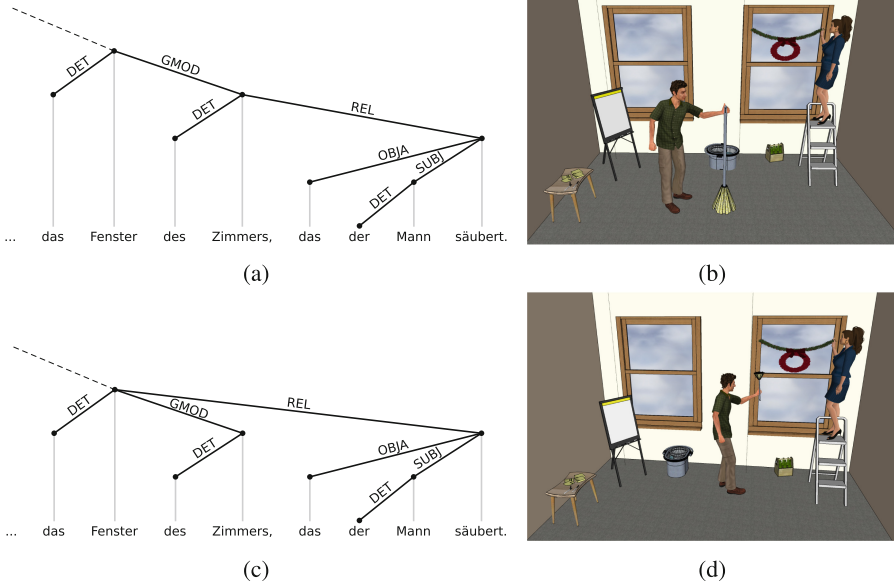 DET
GMOD
DET
REL
OBJA
SUBJ
DET
... das Fenster des Zimmers, das der Mann säubert.
(a)
(b)
DET
GMOD
REL
DET
OBJA
SUBJ
DET
... das Fenster des Zimmers, das der Mann säubert.
(c)
(d)